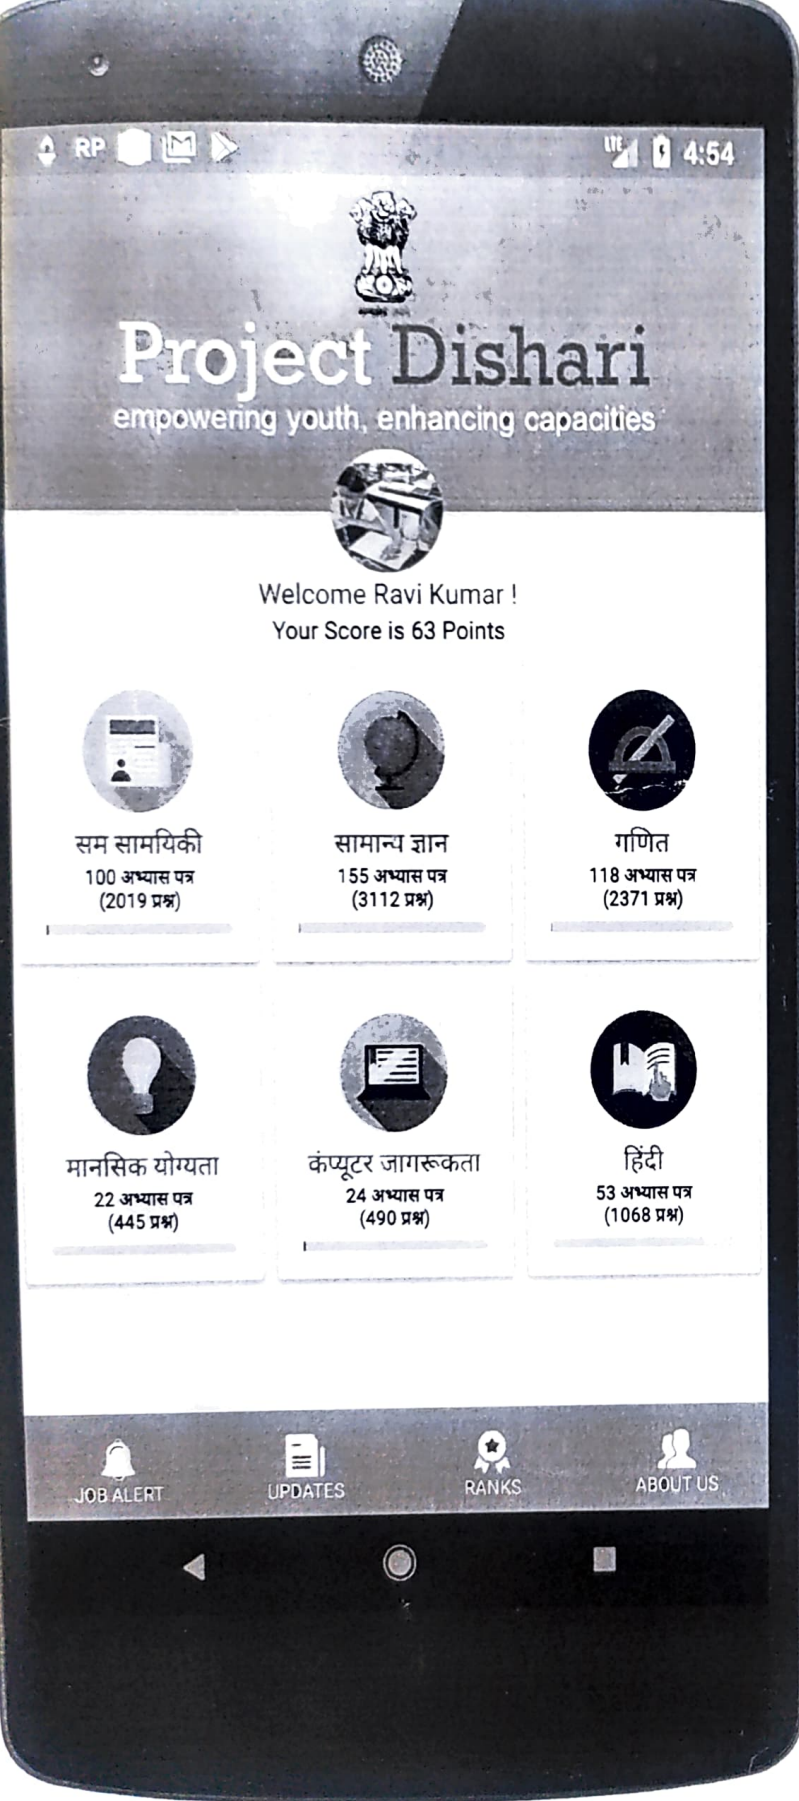 RP
LTE 4:54
Project Dishari
empowering youth, enhancing capacities
Welcome Ravi Kumar !
Your Score is 63 Points
सम सामयिकी
100 अभ्यास पत्र
(2019 प्रश्न)
सामान्य ज्ञान
155 अभ्यास पत्र
(3112 प्रश्न)
गणित
118 अभ्यास पत्र
(2371 प्रश्न)
मानसिक योग्यता
22 अभ्यास पत्र
(445 प्रश्न)
कंप्यूटर जागरूकता
24 अभ्यास पत्र
(490 प्रश्न)
हिंदी
53 अभ्यास पत्र
(1068 प्रश्न)
JOB ALERT
UPDATES
RANKS
ABOUT US